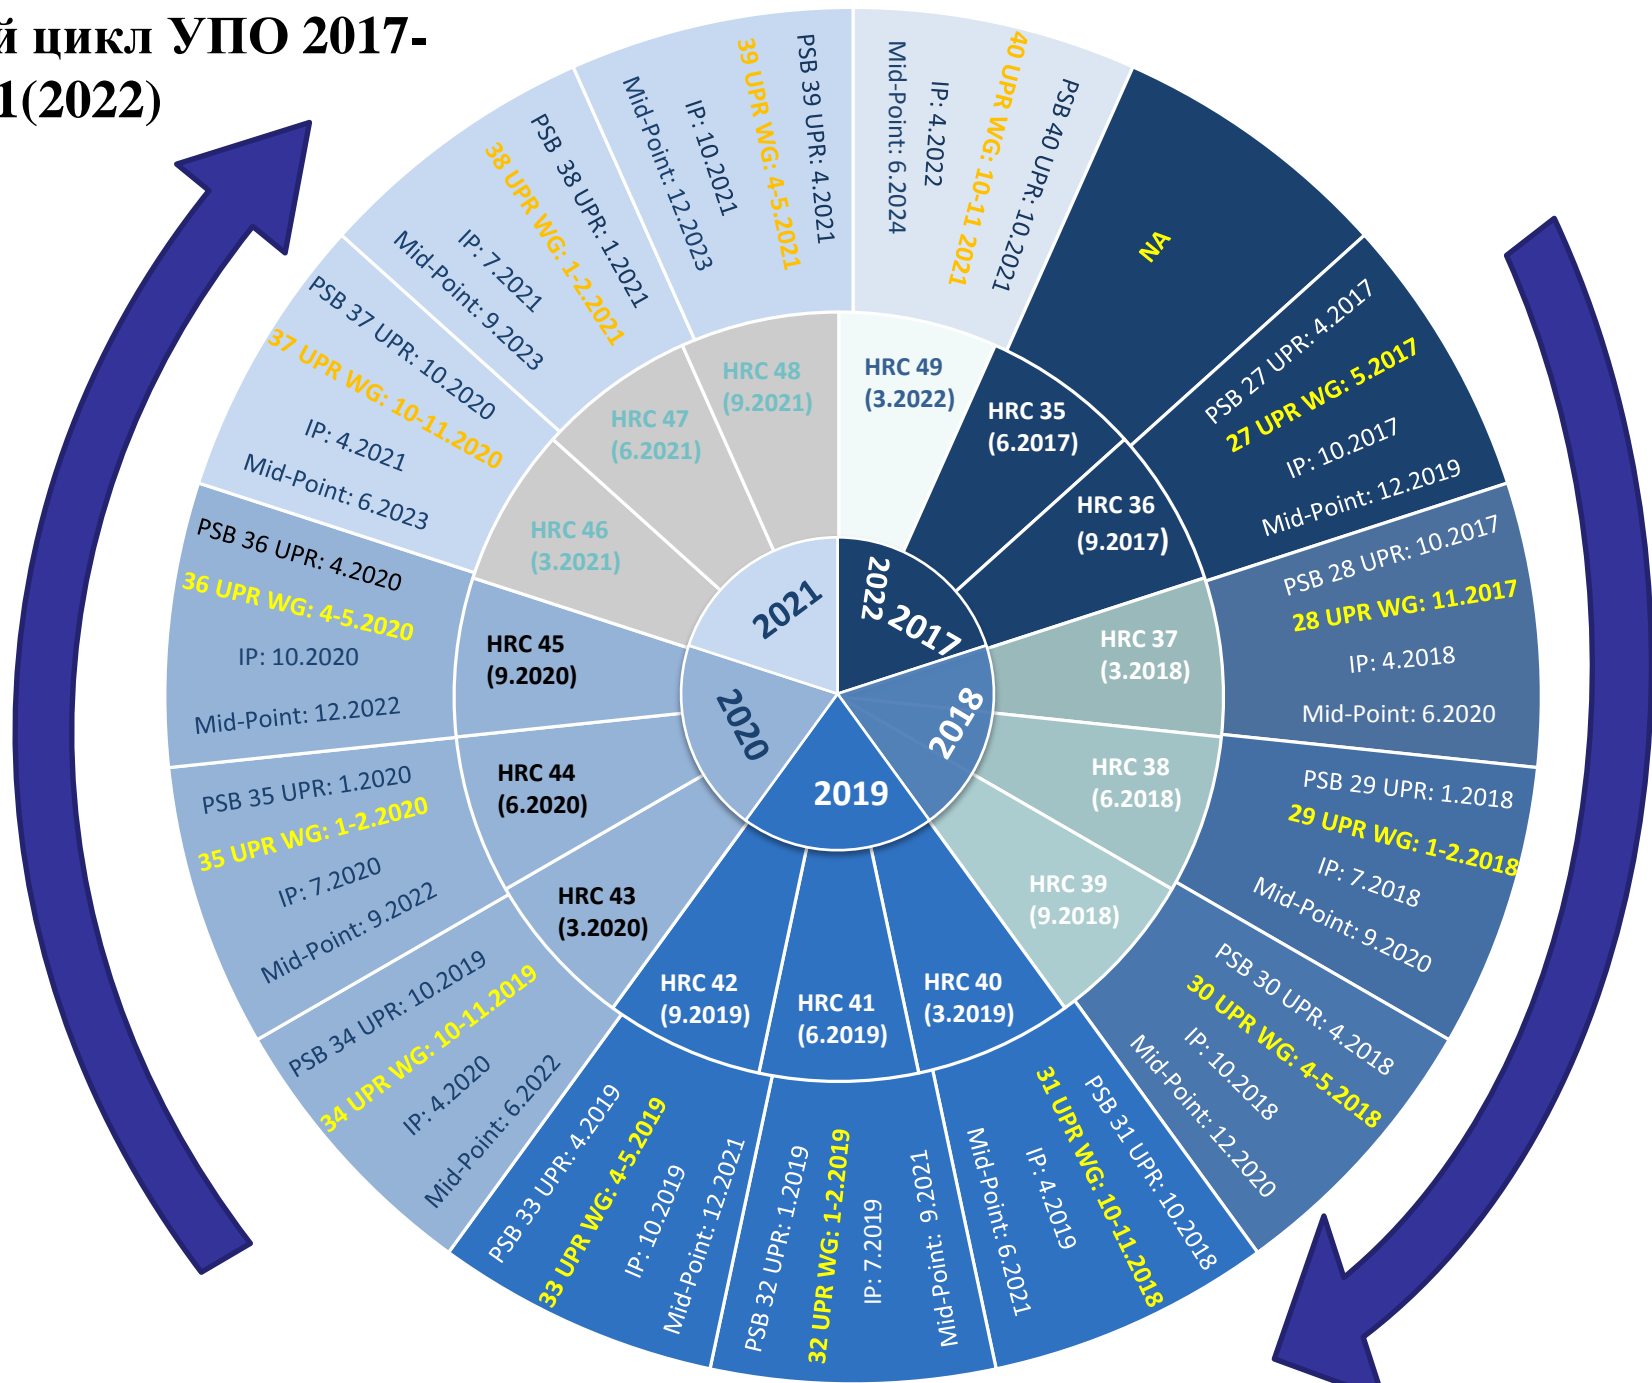 й цикл УПО 2017-
1(2022)
2017
2018
2019
2020
2021
2022
HRC 35
(6.2017)
NA
HRC 36
(9.2017)
PSB 27 UPR: 4.2017
27 UPR WG: 5.2017
IP: 10.2017
Mid-Point: 12.2019
HRC 37
(3.2018)
PSB 28 UPR: 10.2017
28 UPR WG: 11.2017
IP: 4.2018
Mid-Point: 6.2020
HRC 38
(6.2018)
PSB 29 UPR: 1.2018
29 UPR WG: 1-2.2018
IP: 7.2018
Mid-Point: 9.2020
HRC 39
(9.2018)
PSB 30 UPR: 4.2018
30 UPR WG: 4-5.2018
IP: 10.2018
Mid-Point: 12.2020
HRC 40
(3.2019)
PSB 31 UPR: 10.2018
31 UPR WG: 10-11.2018
IP: 4.2019
Mid-Point: 6.2021
HRC 41
(6.2019)
PSB 32 UPR: 1.2019
32 UPR WG: 1-2.2019
IP: 7.2019
Mid-Point: 9.2021
HRC 42
(9.2019)
PSB 33 UPR: 4.2019
33 UPR WG: 4-5.2019
IP: 10.2019
Mid-Point: 12.2021
HRC 43
(3.2020)
PSB 34 UPR: 10.2019
34 UPR WG: 10-11.2019
IP: 4.2020
Mid-Point: 6.2022
HRC 44
(6.2020)
PSB 35 UPR: 1.2020
35 UPR WG: 1-2.2020
IP: 7.2020
Mid-Point: 9.2022
HRC 45
(9.2020)
PSB 36 UPR: 4.2020
36 UPR WG: 4-5.2020
IP: 10.2020
Mid-Point: 12.2022
HRC 46
(3.2021)
PSB 37 UPR: 10.2020
37 UPR WG: 10-11.2020
IP: 4.2021
Mid-Point: 6.2023
HRC 47
(6.2021)
PSB 38 UPR: 1.2021
38 UPR WG: 1-2.2021
IP: 7.2021
Mid-Point: 9.2023
HRC 48
(9.2021)
PSB 39 UPR: 4.2021
39 UPR WG: 4-5.2021
IP: 10.2021
Mid-Point: 12.2023
HRC 49
(3.2022)
PSB 40 UPR: 10.2021
40 UPR WG: 10-11 2021
IP: 4.2022
Mid-Point: 6.2024